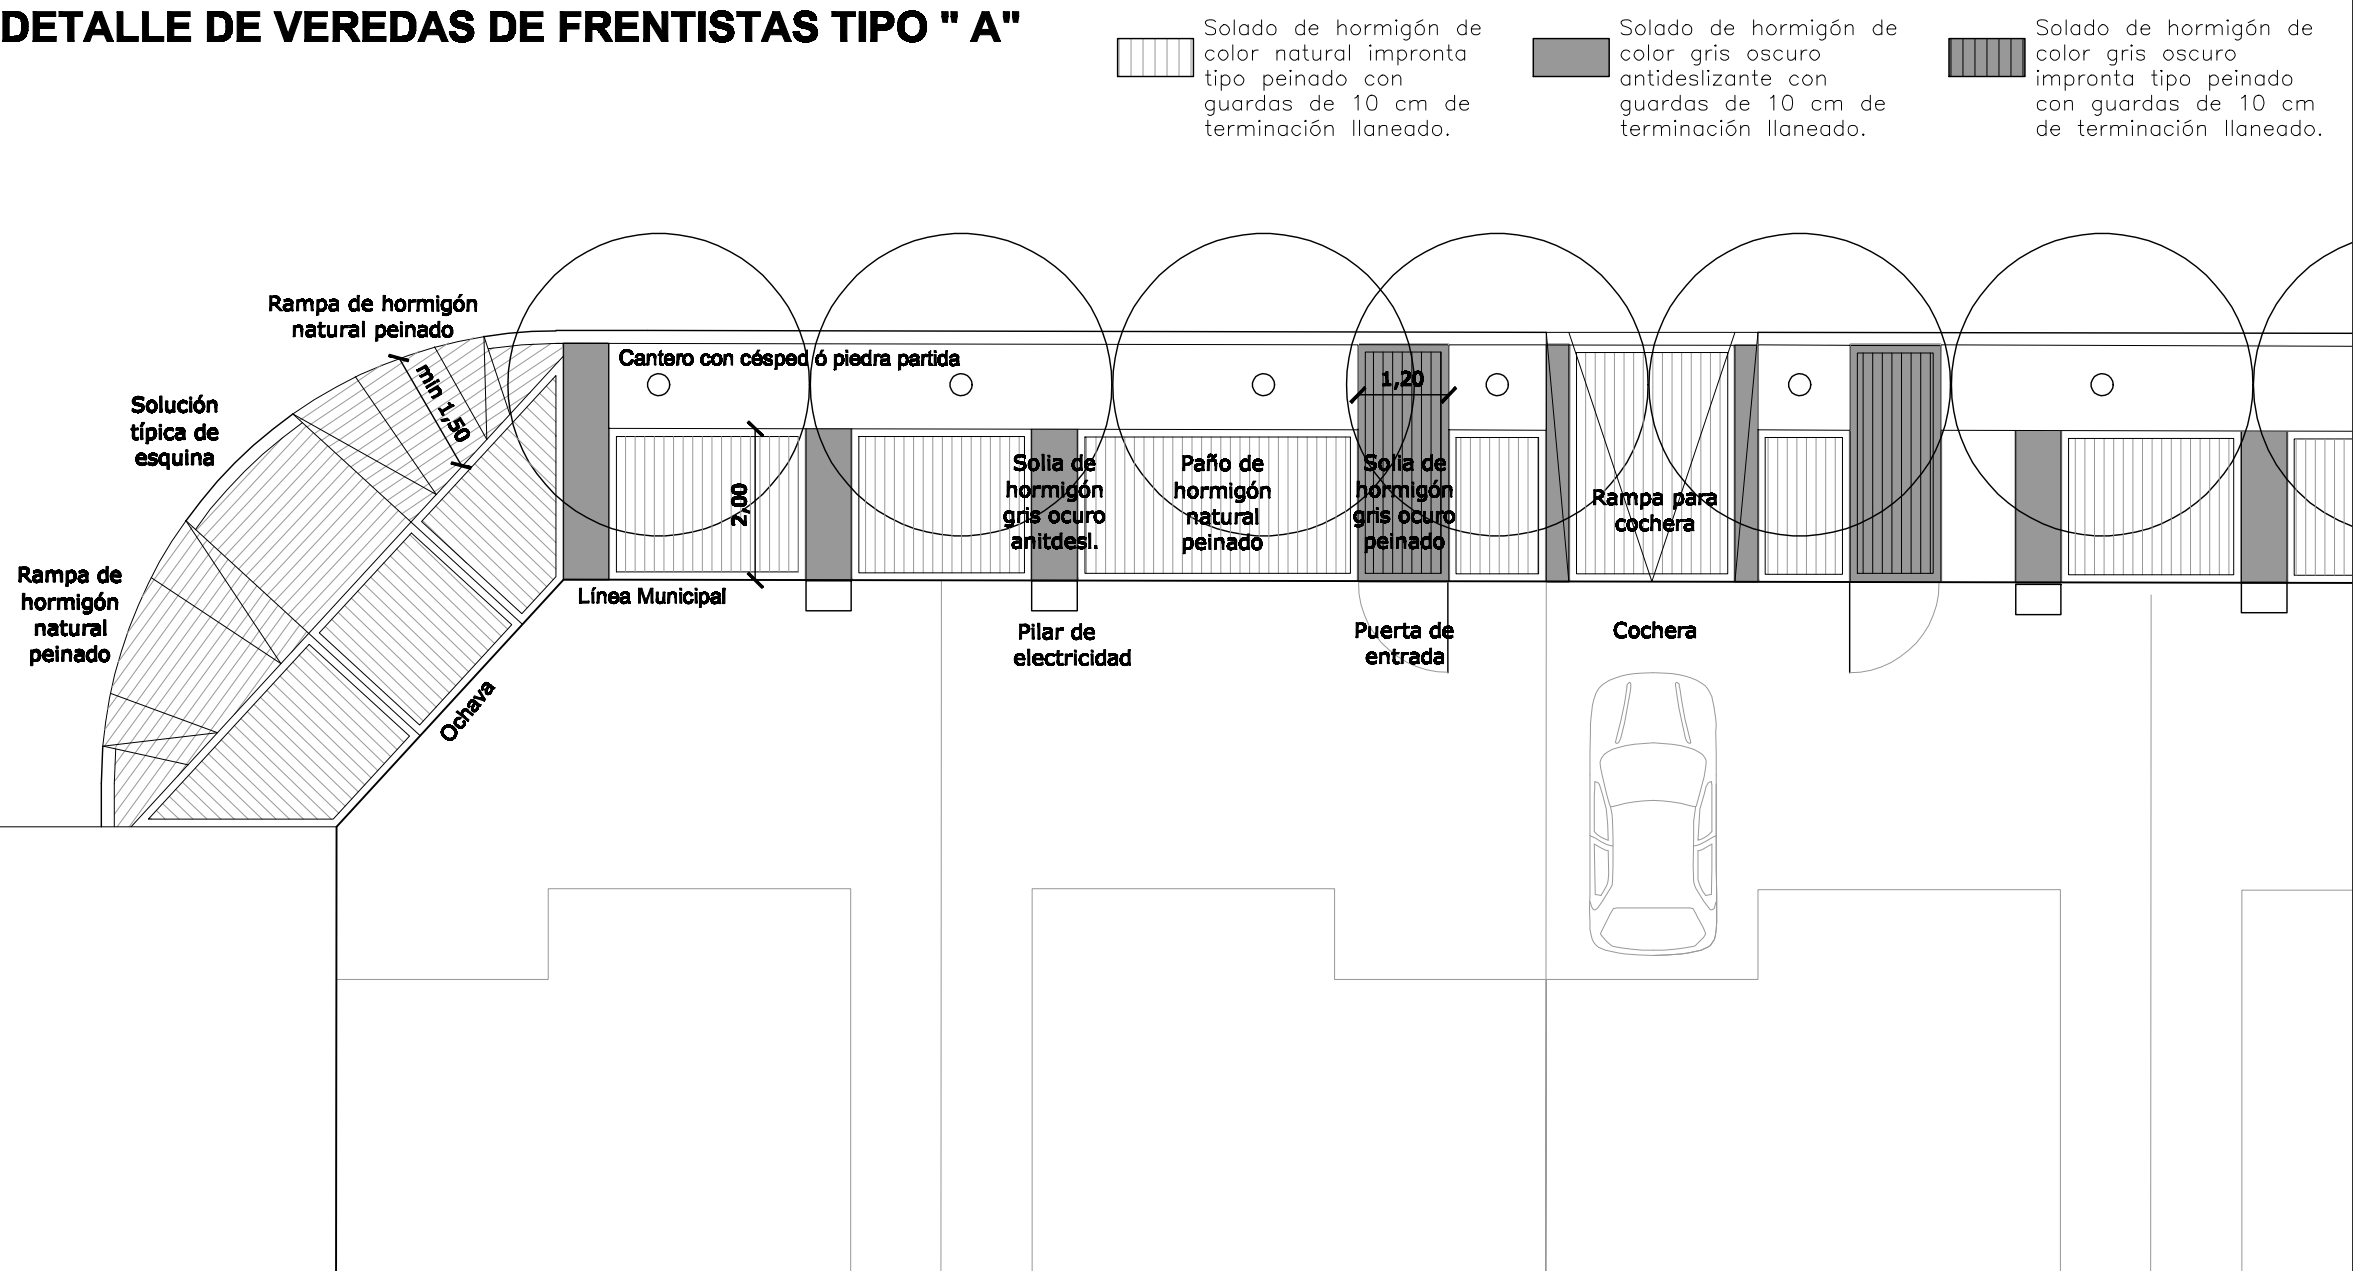 DETALLE DE VEREDAS DE FRENTISTAS TIPO " A"
Solado de hormigón de
color natural impronta
tipo peinado con
guardas de 10 cm de
terminación llaneado.
Solado de hormigón de
color gris oscuro
antideslizante con
guardas de 10 cm de
terminación llaneado.
Solado de hormigón de
color gris oscuro
impronta tipo peinado
con guardas de 10 cm
de terminación llaneado.
Rampa de hormigón
natural peinado
Cantero con césped ó piedra partida
min 1,50
1,20
Solución
típica de
esquina
2,00
Solia de
hormigón
gris ocuro
anitdesl.
Paño de
hormigón
natural
peinado
Solia de
hormigón
gris ocuro
peinado
Rampa para
cochera
Rampa de
hormigón
natural
peinado
Línea Municipal
Pilar de
electricidad
Puerta de
entrada
Cochera
Ochava